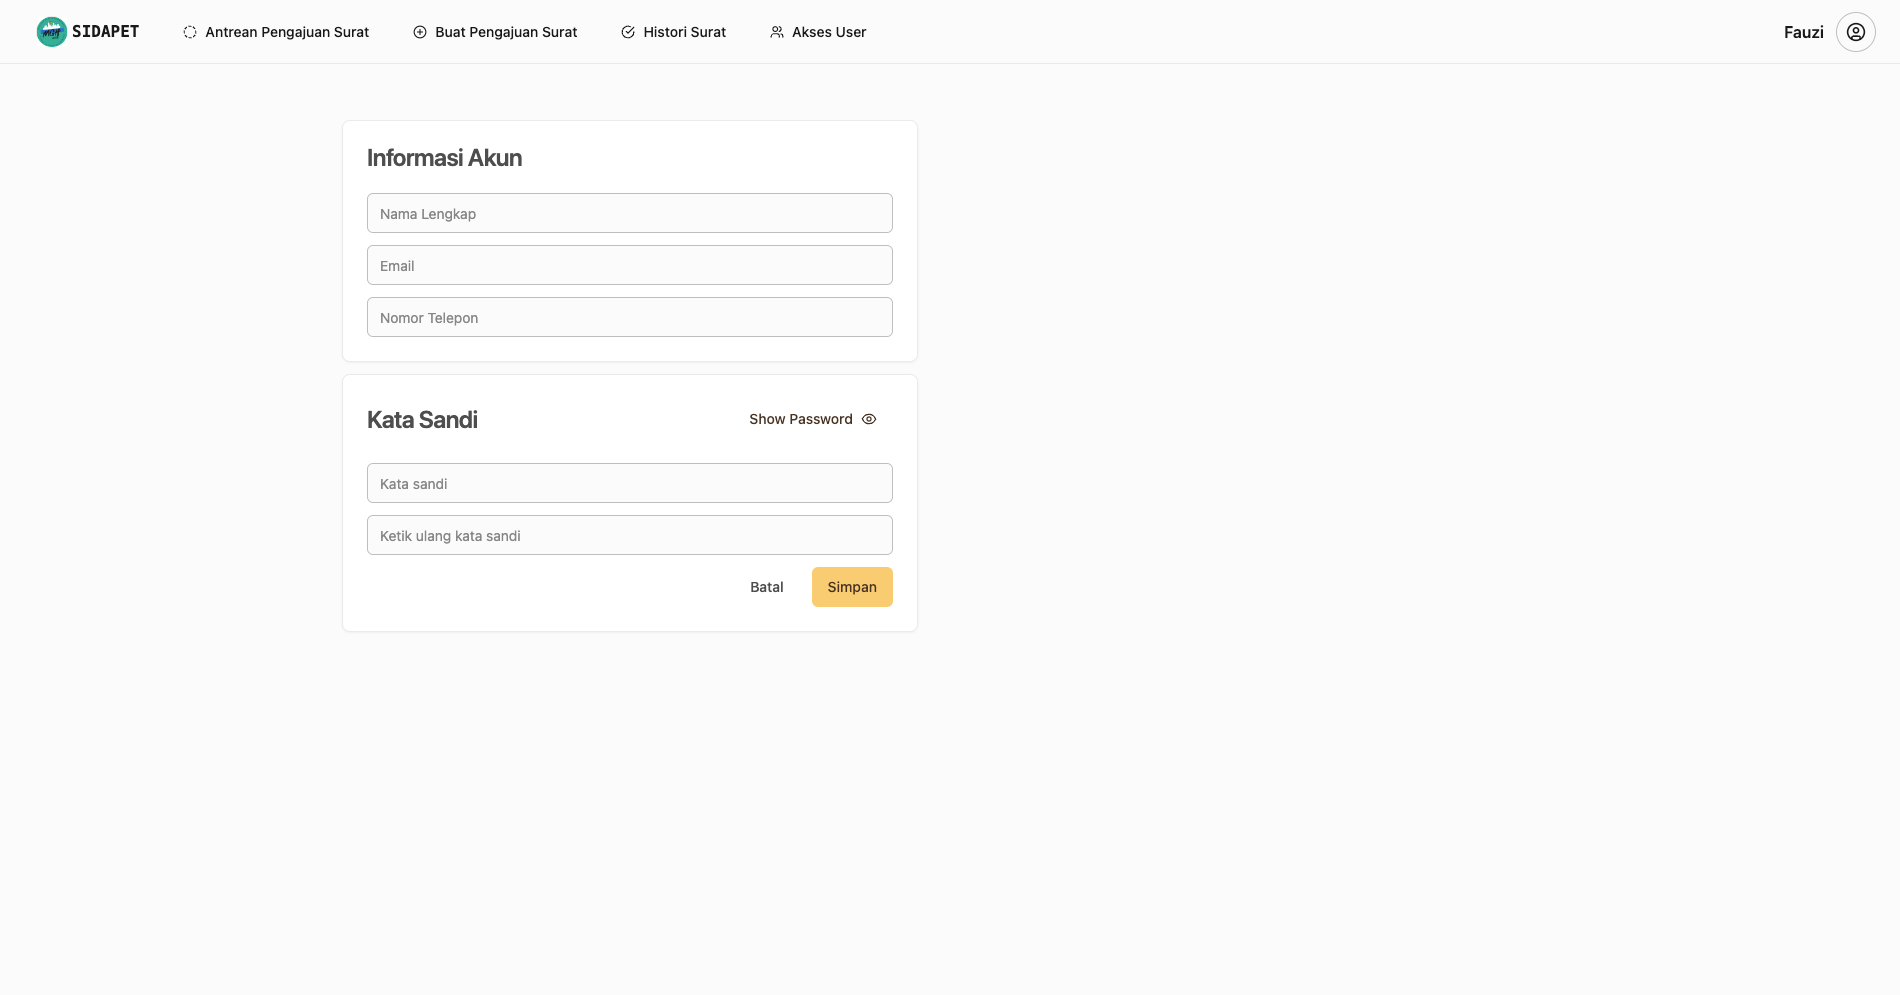 SIDAPET
Antrean Pengajuan Surat
Buat Pengajuan Surat
Histori Surat
Akses User
Fauzi
Informasi Akun
Nama Lengkap
Email
Nomor Telepon
Kata Sandi
Show Password
Kata sandi
Ketik ulang kata sandi
Batal
Simpan